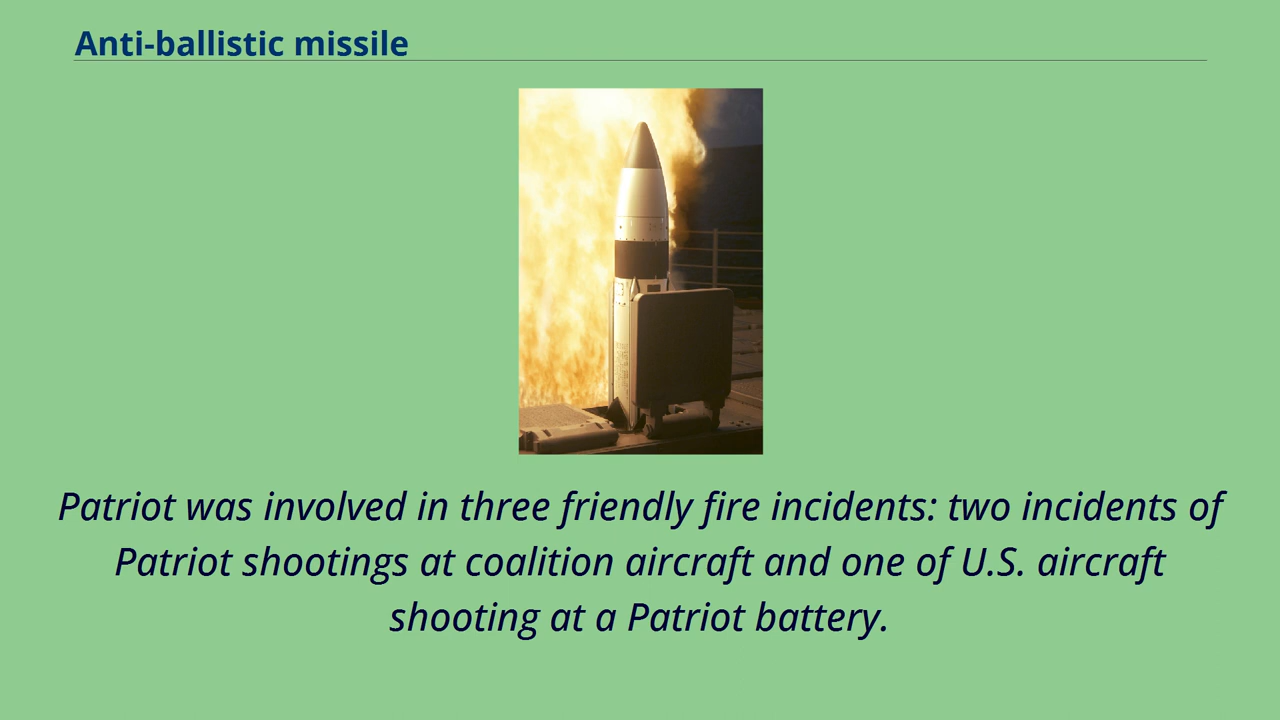 Anti-ballistic missile
Patriot was involved in three friendly fire incidents: two incidents of
Patriot shootings at coalition aircraft and one of U.S. aircraft
shooting at a Patriot battery.